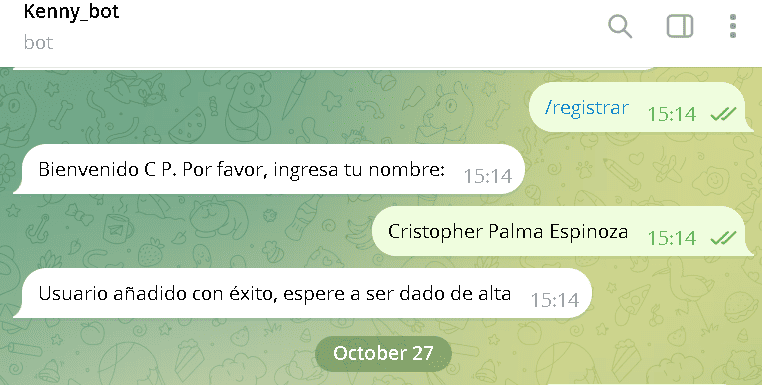 Kenny_bot
bot
/registrar 15:14
Bienvenido C P. Por favor, ingresa tu nombre: 15:14
Cristopher Palma Espinoza 15:14
Usuario añadido con éxito, espere a ser dado de alta 15:14
October 27